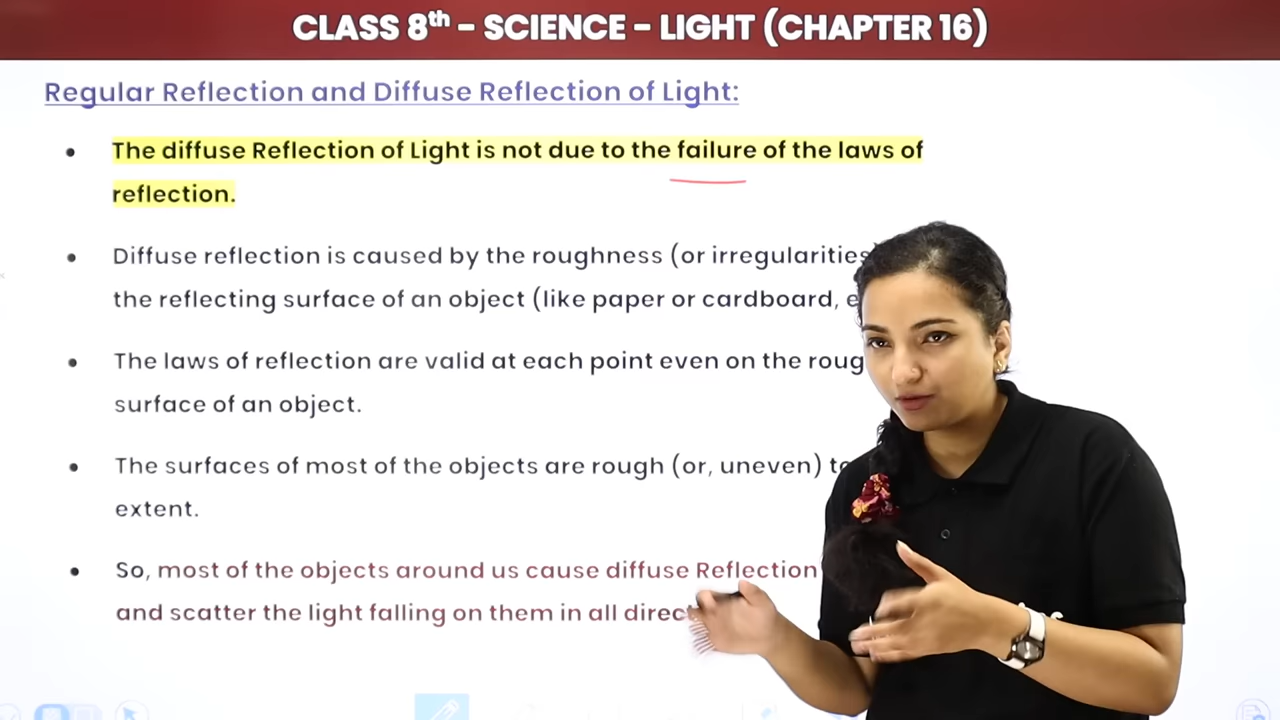 CLASS 8th - SCIENCE - LIGHT (CHAPTER 16)
Regular Reflection and Diffuse Reflection of Light:
• The diffuse Reflection of Light is not due to the failure of the laws of
reflection.
• Diffuse reflection is caused by the roughness (or irregularities)
the reflecting surface of an object (like paper or cardboard,
• The laws of reflection are valid at each point even on the
surface of an object.
• The surfaces of most of the objects are rough (or, uneven)
extent.
• So, most of the objects around us cause diffuse Reflection
and scatter the light falling on them in all